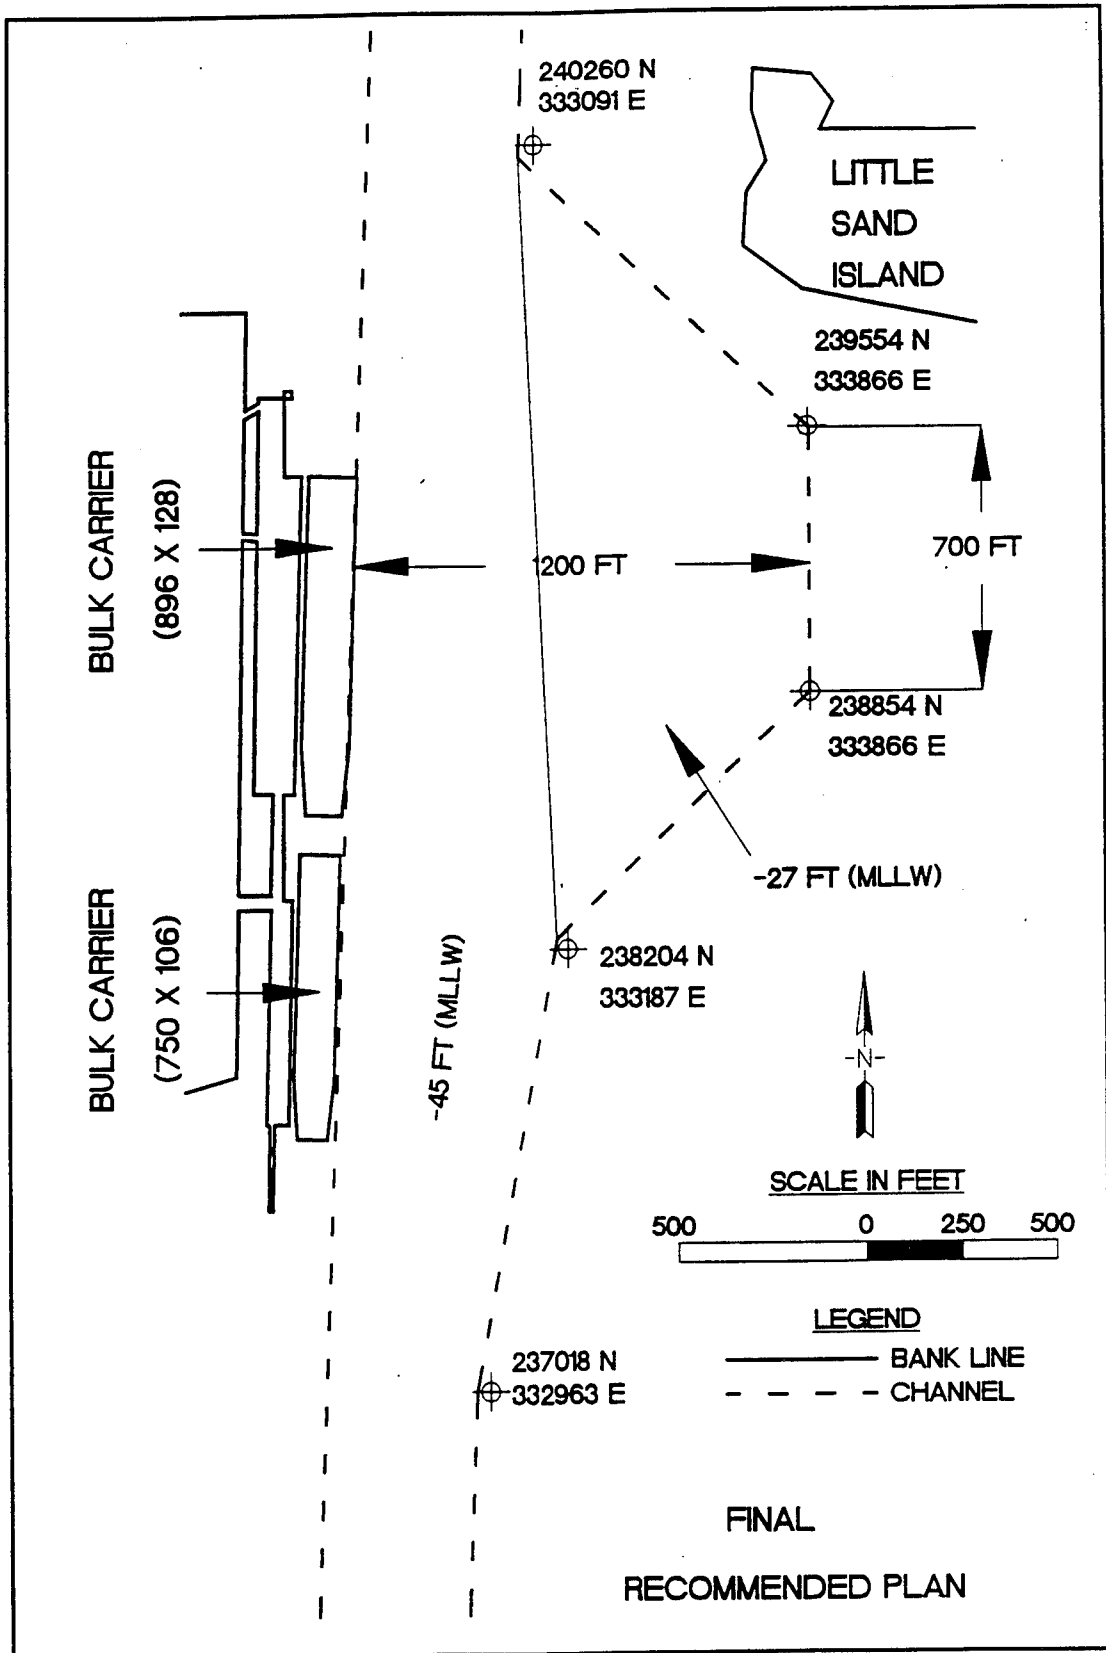 240260 N
333091 E
LITTLE
SAND
ISLAND
239554 N
333866 E
BULK CARRIER
(896 X 128)
1200 FT
700 FT
238854 N
333866 E
-27 FT (MLLW)
BULK CARRIER
(750 X 106)
-45 FT (MLLW)
238204 N
333187 E
-N-
SCALE IN FEET
500 0 250 500
LEGEND
BANK LINE
CHANNEL
237018 N
332963 E
FINAL
RECOMMENDED PLAN